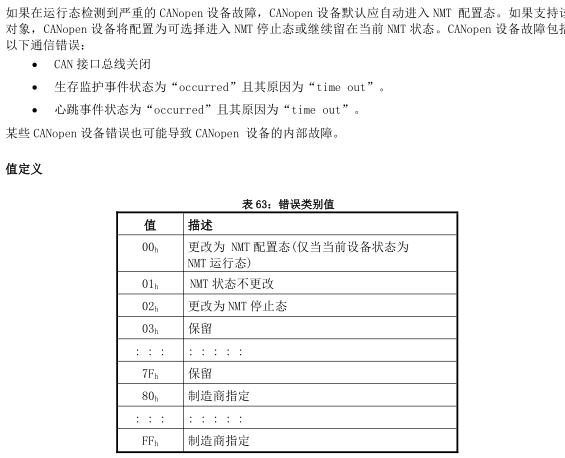 如果在运行态检测到严重的 CANopen 设备故障，CANopen 设备默认应自动进入 NMT 配置态。如果支持该
对象，CANopen 设备将配置为可选择进入 NMT 停止态或继续留在当前 NMT 状态。CANopen 设备故障包括
以下通信错误：
● CAN 接口总线关闭
● 生存监护事件状态为“occurred”且其原因为“time out”。
● 心跳事件状态为“occurred”且其原因为“time out”。
某些 CANopen 设备错误也可能导致 CANopen 设备的内部故障。
值定义
表 63：错误类别值
值 描述
00h 更改为 NMT 配置态(仅当当前设备状态为
NMT 运行态)
01h NMT 状态不更改
02h 更改为 NMT 停止态
03h 保留
: : : : : : : :
7Fh 保留
80h 制造商指定
: : : : : : : :
FFh 制造商指定